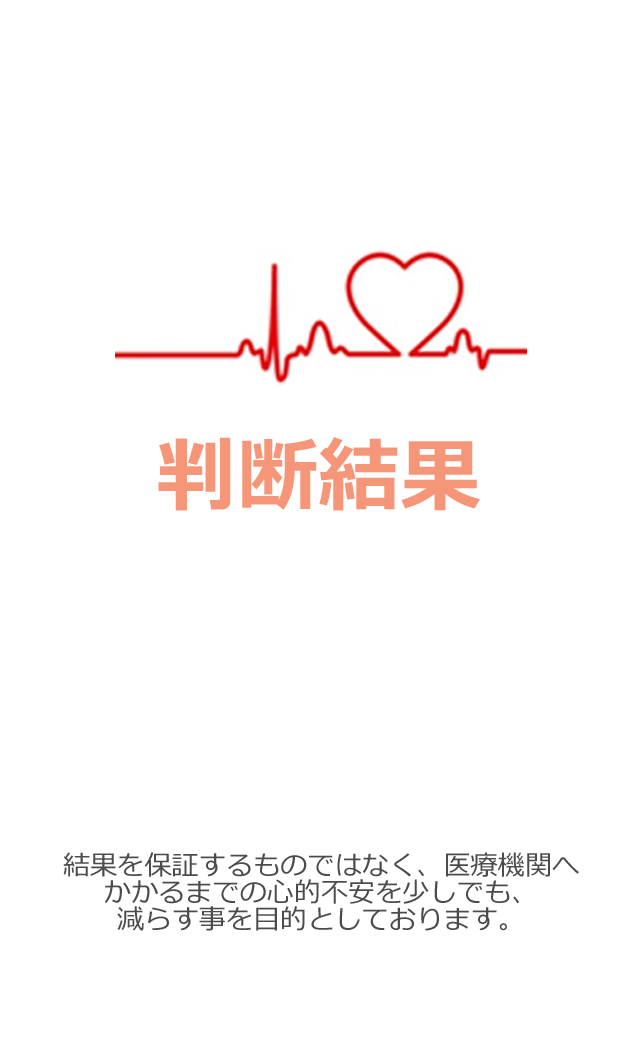 判断結果
結果を保証するものではなく、医療機関へ
かかるまでの心的不安を少しでも、
減らす事を目的としております。